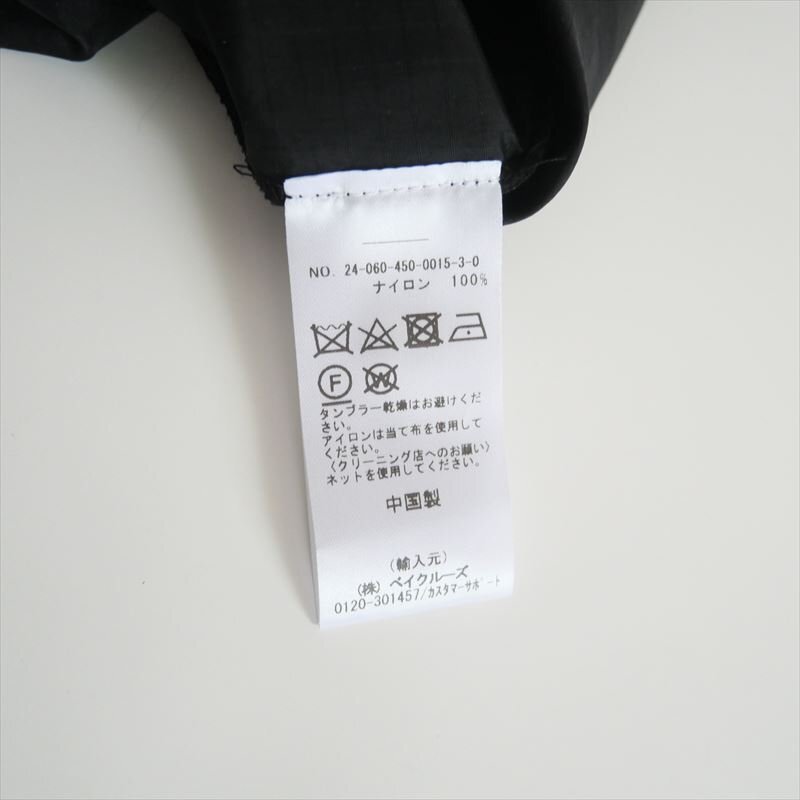 NO. 24-060-450-0015-3-0
ナイロン 100%
F W
タンブラー乾燥はお避けくだ
さい。
アイロンは当て布を使用して
ください。
〈クリーニング店へのお願い〉
ネットを使用してください。
中国製
(輸入元)
(株) ベイクルーズ
0120-301457/カスタマーサポート